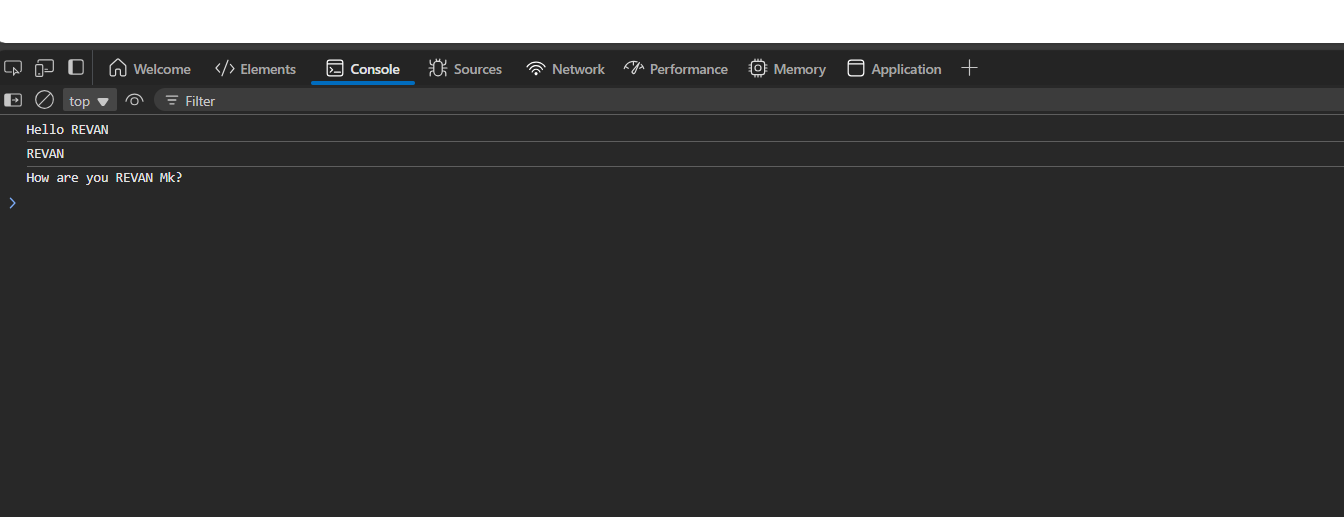 Welcome Elements Console Sources Network Performance Memory Application
top Filter
Hello REVAN
REVAN
How are you REVAN Mk?